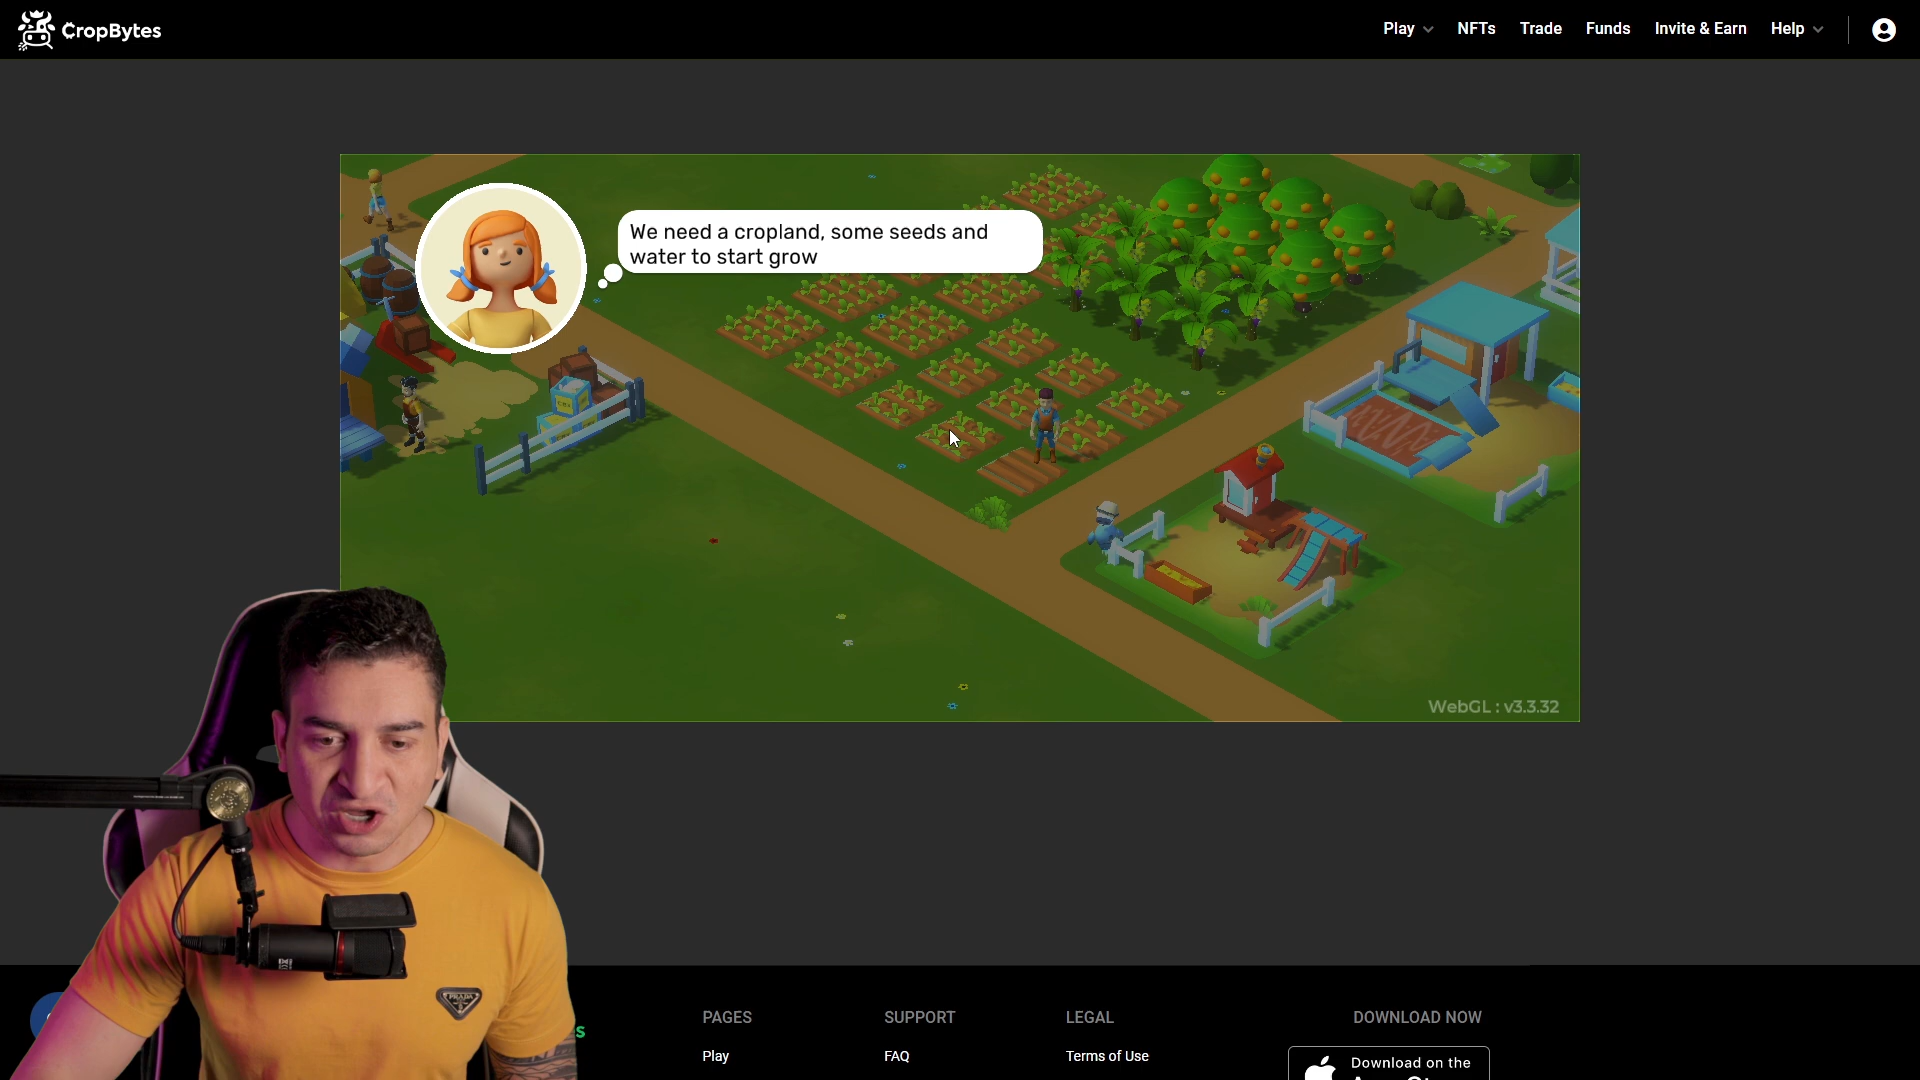 CropBytes
Play
NFTs
Trade
Funds
Invite & Earn
Help
We need a cropland, some seeds and
water to start grow
WebGL : v3.3.32
PRADA
s
PAGES
SUPPORT
LEGAL
DOWNLOAD NOW
Play
FAQ
Terms of Use
Download on the